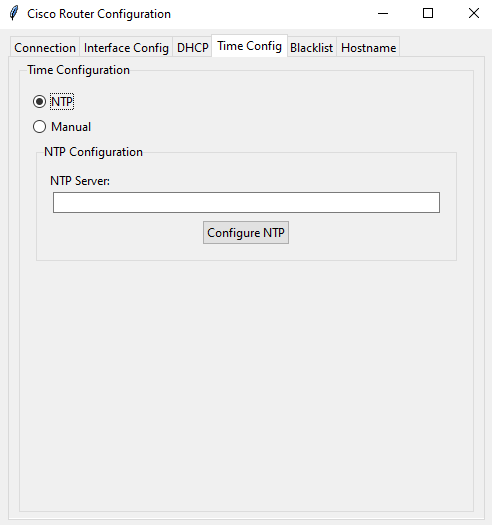 Cisco Router Configuration
Connection Interface Config DHCP Time Config Blacklist Hostname
Time Configuration
NTP
Manual
NTP Configuration
NTP Server:
Configure NTP